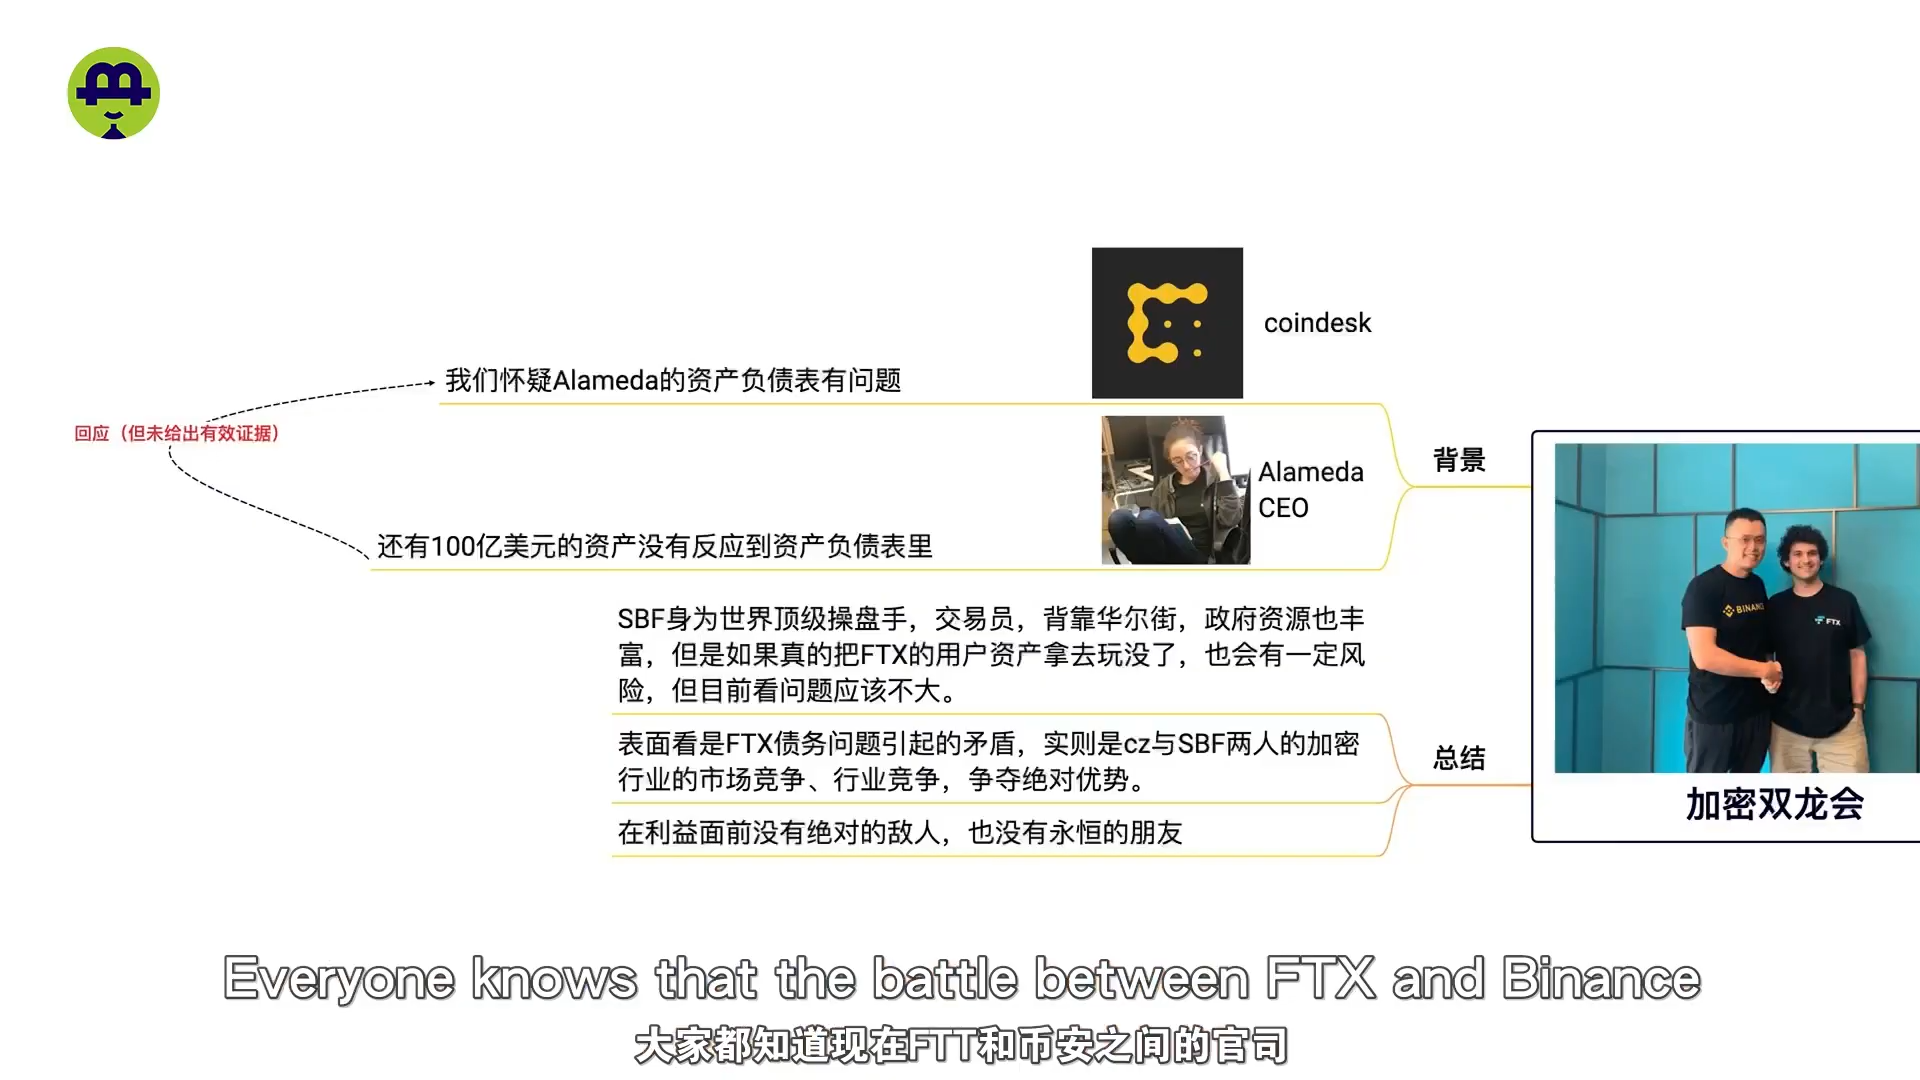 coindesk
我们怀疑Alameda的资产负债表有问题
回应（但未给出有效证据）
背景
Alameda
CEO
还有100亿美元的资产没有反应到资产负债表里
BINANCE
FTX
SBF身为世界顶级操盘手，交易员，背靠华尔街，政府资源也丰
富，但是如果真的把FTX的用户资产拿去玩没了，也会有一定风
险，但目前看问题应该不大。
表面看是FTX债务问题引起的矛盾，实则是cz与SBF两人的加密
行业的市场竞争、行业竞争，争夺绝对优势。
总结
在利益面前没有绝对的敌人，也没有永恒的朋友
加密双龙会
Everyone knows that the battle between FTX and Binance
大家都知道现在FTT和币安之间的官司